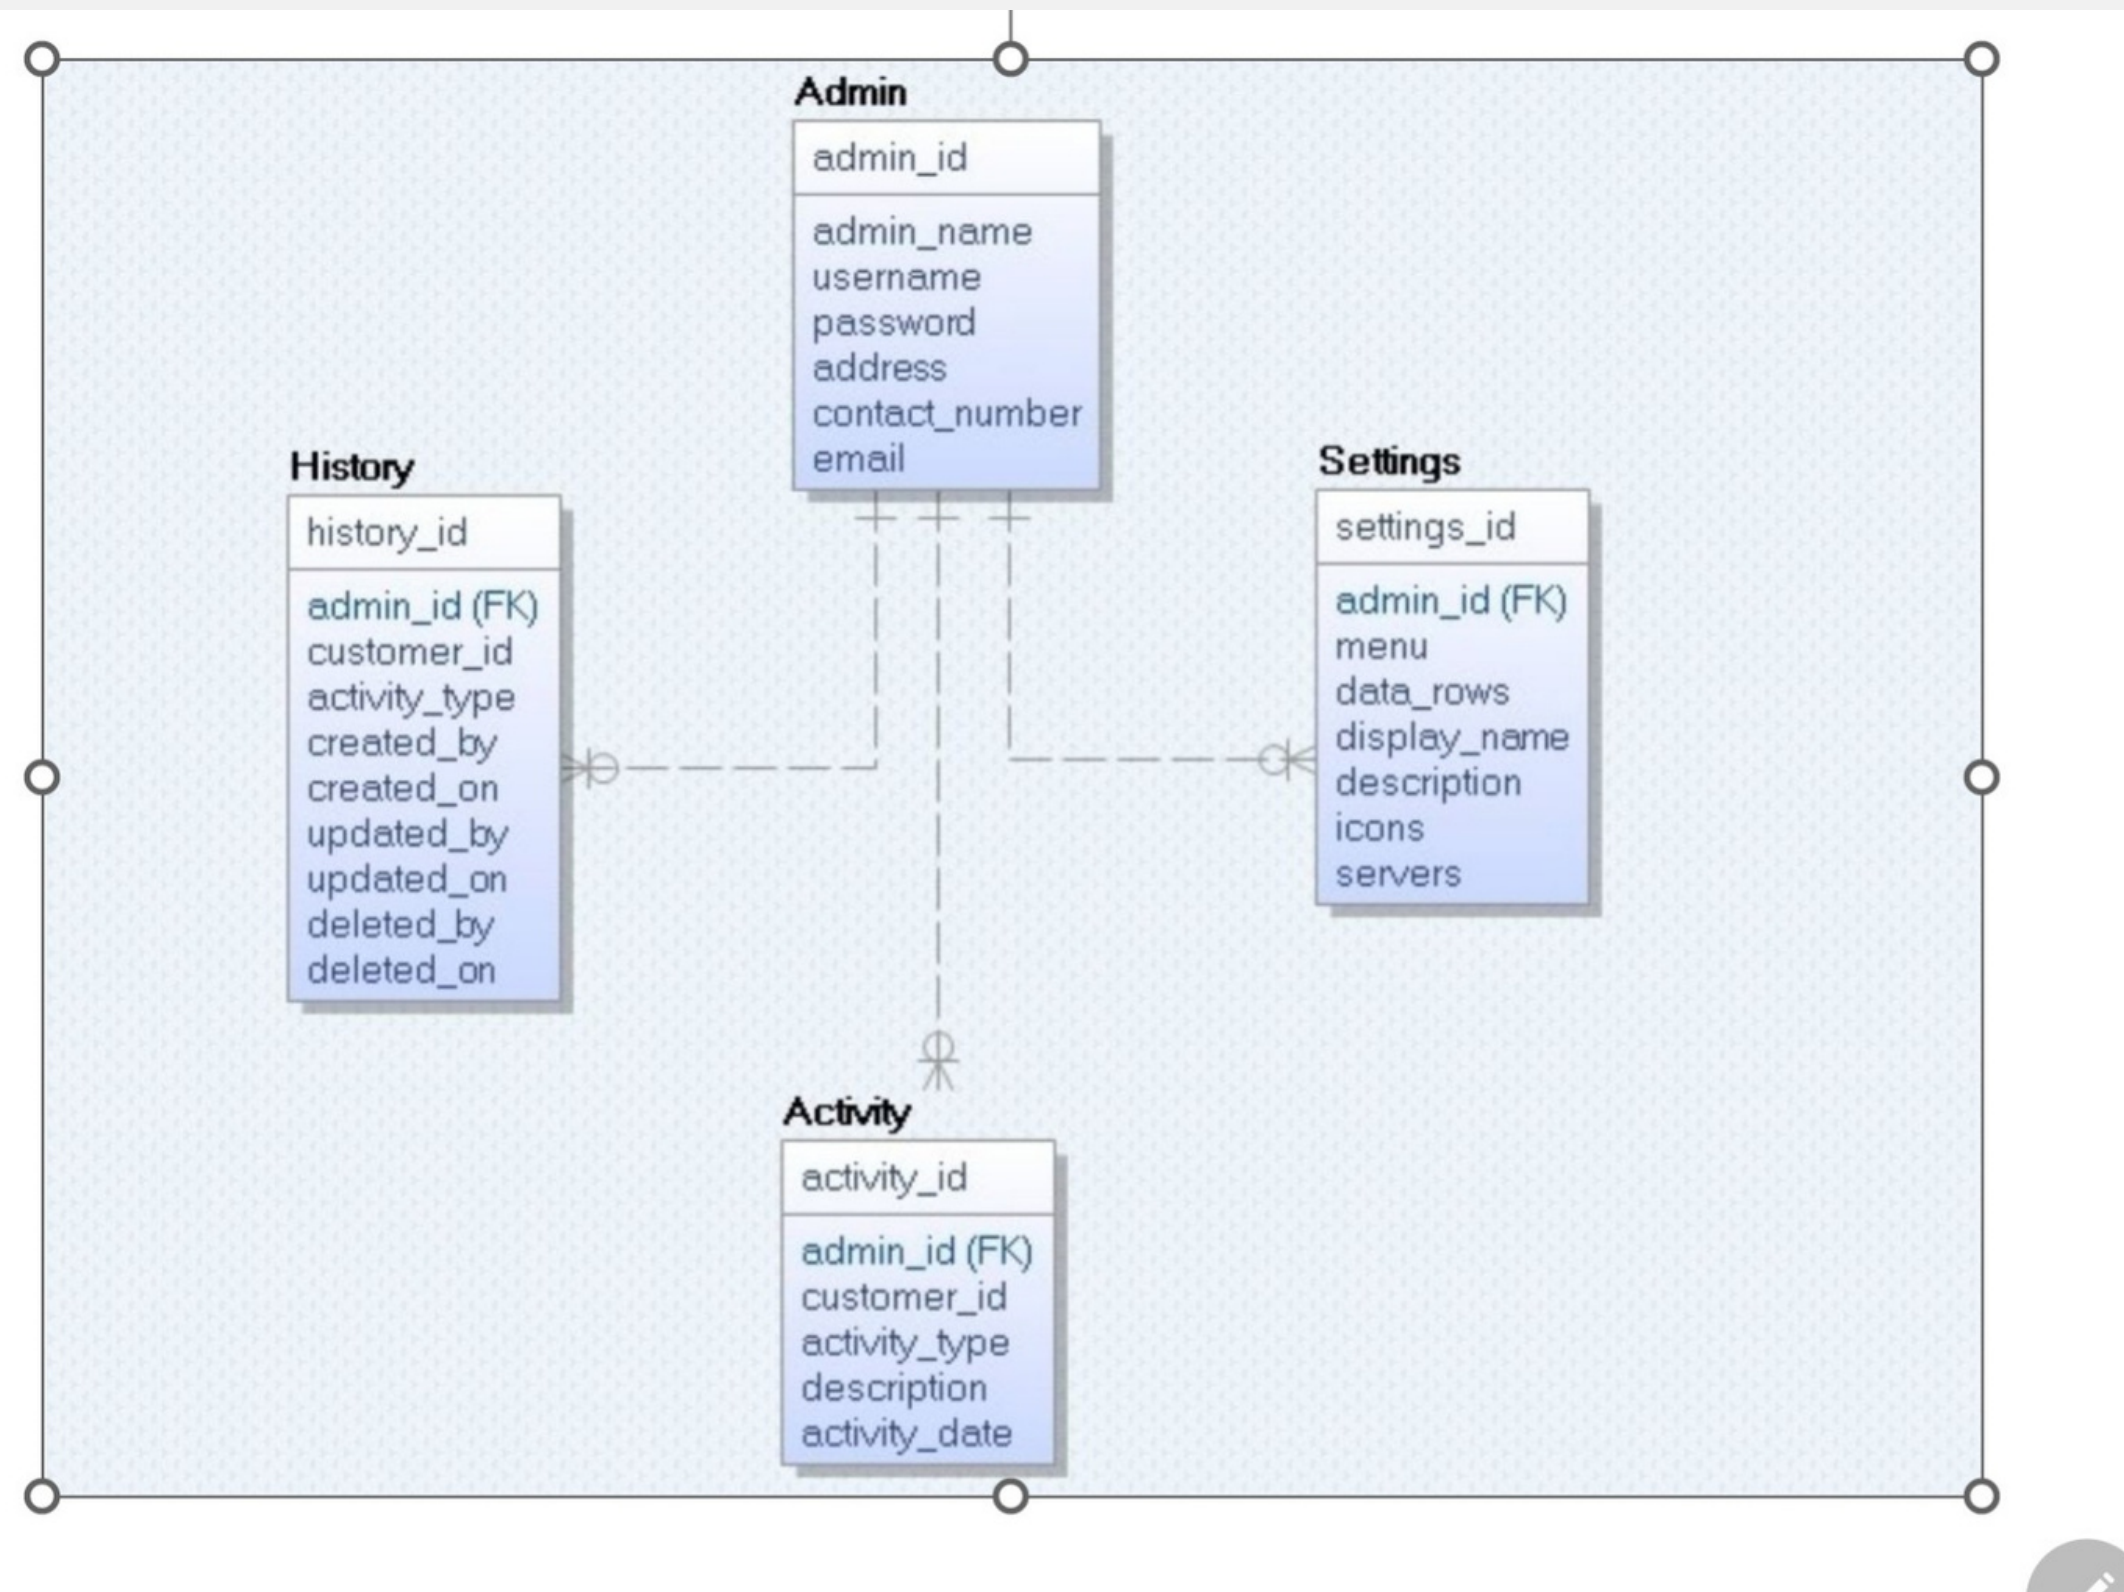 Admin
admin_id
admin_name
username
password
address
contact_number
email
History
history_id
admin_id (FK)
customer_id
activity_type
created_by
created_on
updated_by
updated_on
deleted_by
deleted_on
Settings
settings_id
admin_id (FK)
menu
data_rows
display_name
description
icons
servers
Activity
activity_id
admin_id (FK)
customer_id
activity_type
description
activity_date